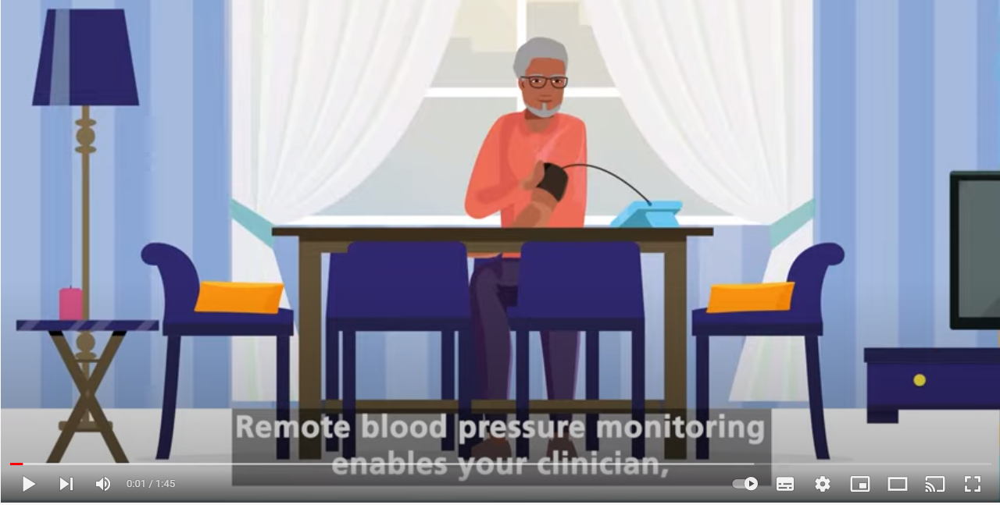 Remote blood pressure monitoring
enables your clinician,
0:01 / 1:45